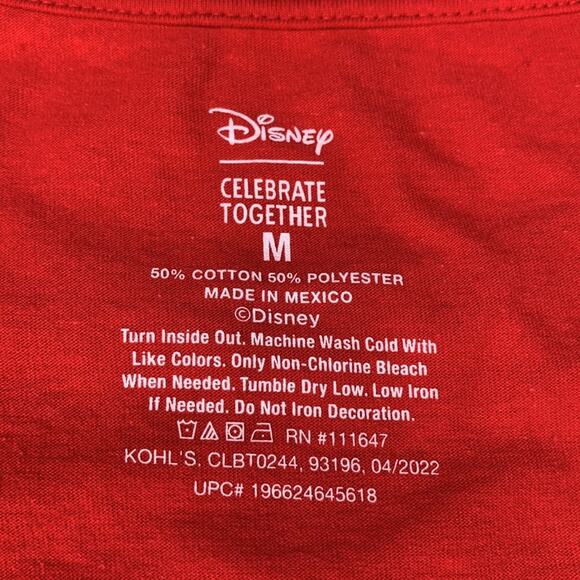 Disney
CELEBRATE
TOGETHER
M
50% COTTON 50% POLYESTER
MADE IN MEXICO
©Disney
Turn Inside Out. Machine Wash Cold With
Like Colors. Only Non-Chlorine Bleach
When Needed. Tumble Dry Low. Low Iron
If Needed. Do Not Iron Decoration.
RN #111647
KOHL'S, CLBT0244, 93196, 04/2022
UPC# 196624645618